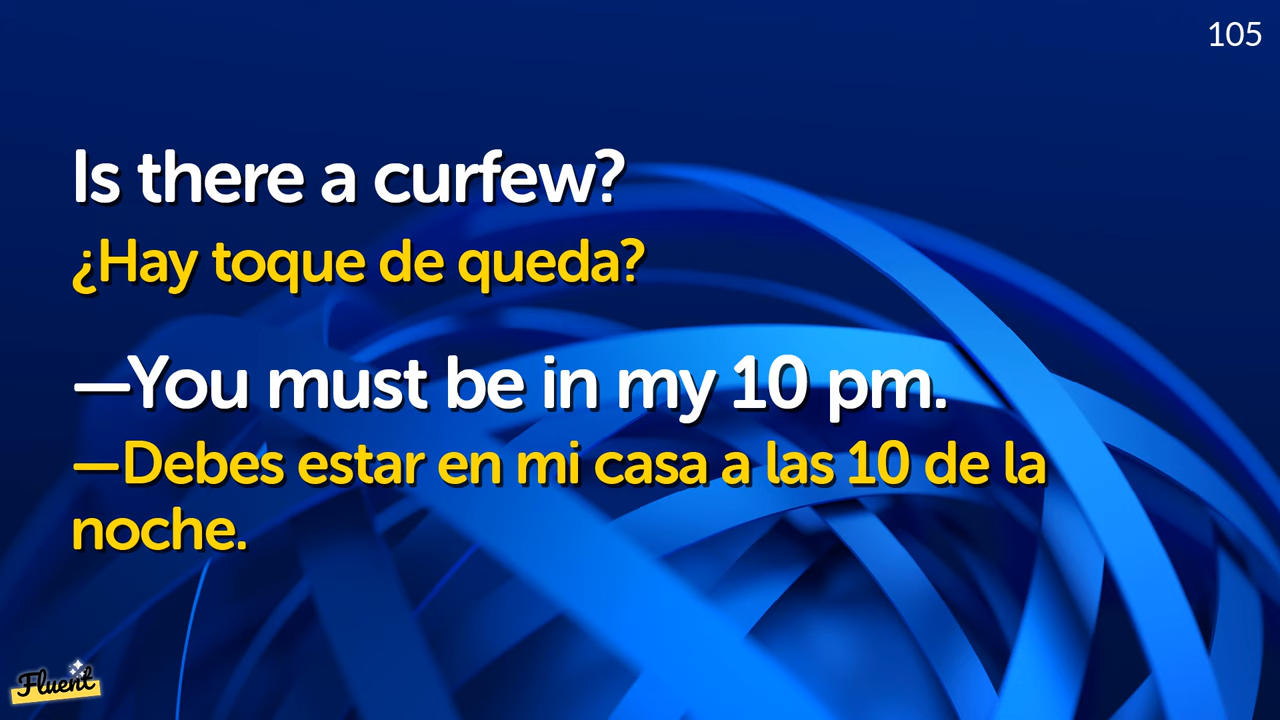 105
Is there a curfew?
¿Hay toque de queda?
—You must be in my 10 pm.
—Debes estar en mi casa a las 10 de la
noche.
Fluent